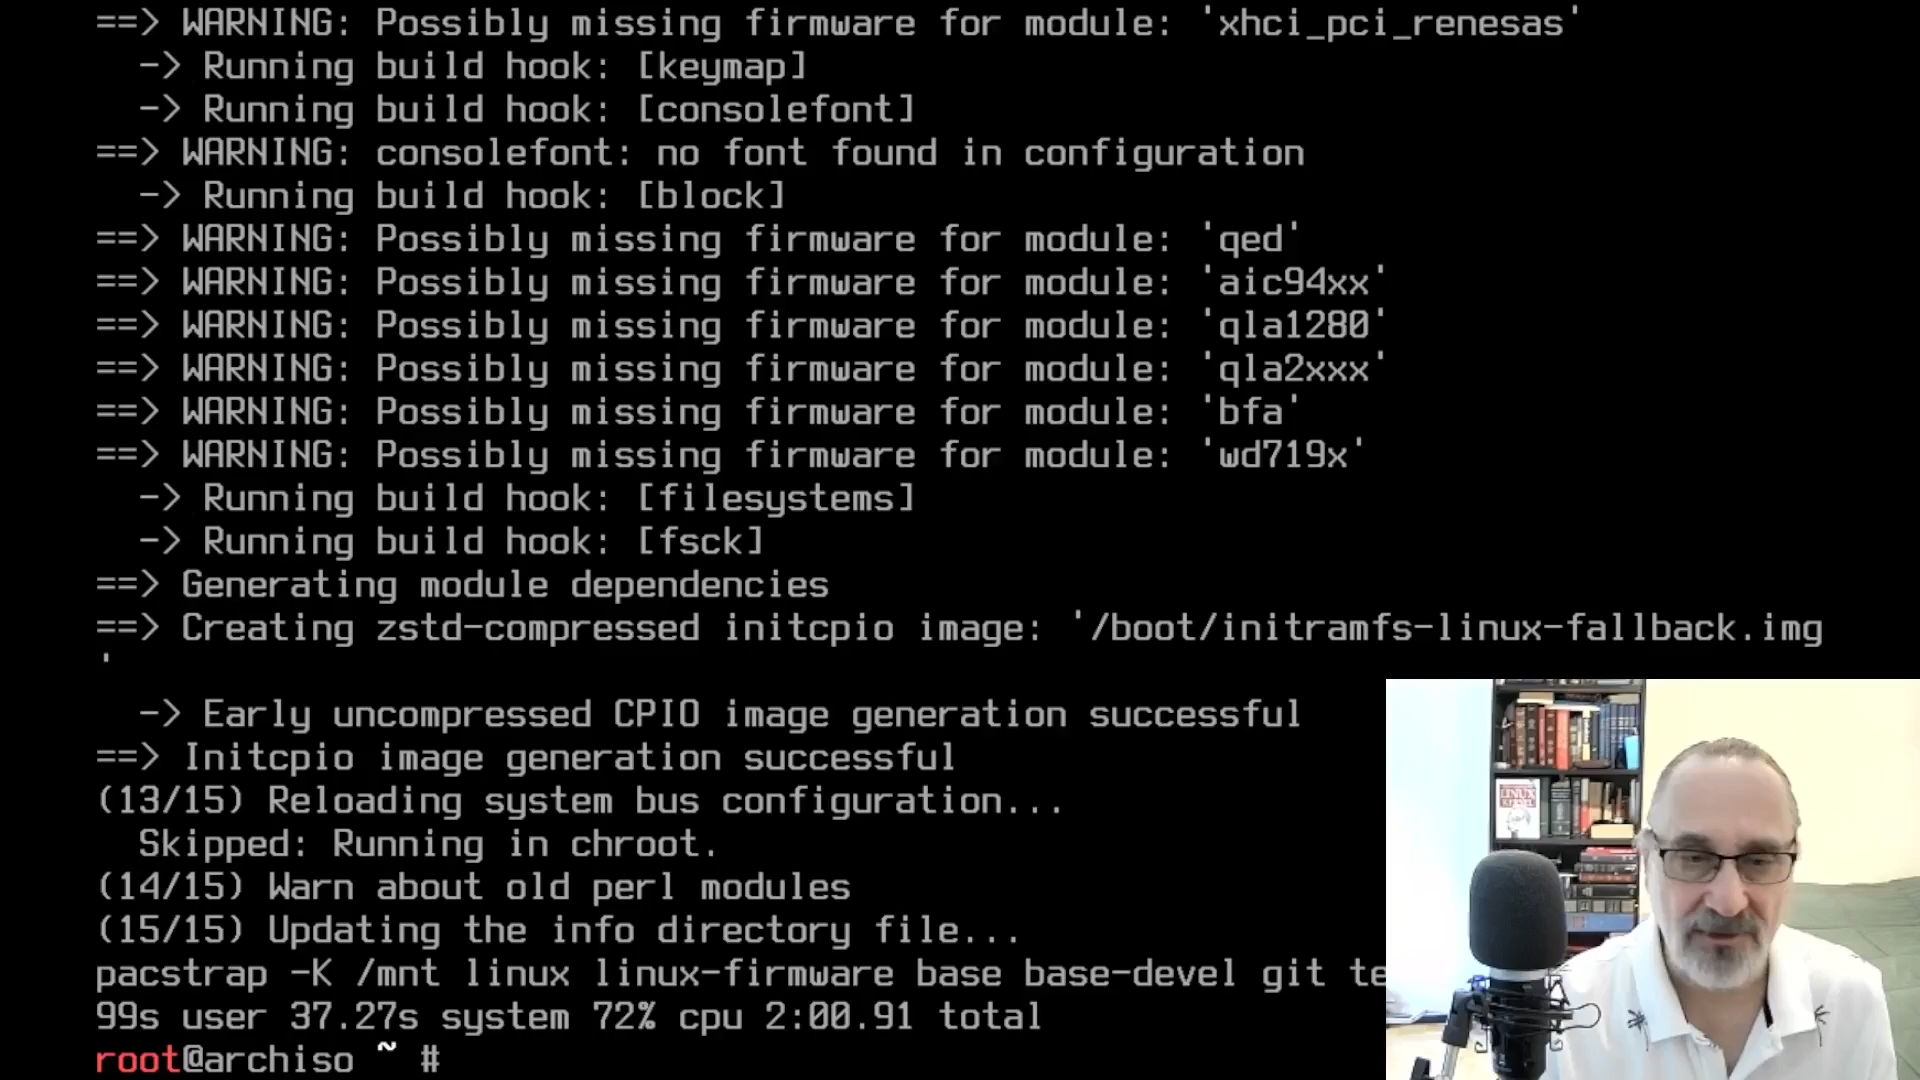 ==> WARNING: Possibly missing firmware for module: 'xhci_pci_renesas'
-> Running build hook: [keymap]
-> Running build hook: [consolefont]
==> WARNING: consolefont: no font found in configuration
-> Running build hook: [block]
==> WARNING: Possibly missing firmware for module: 'qed'
==> WARNING: Possibly missing firmware for module: 'aic94xx'
==> WARNING: Possibly missing firmware for module: 'qla1280'
==> WARNING: Possibly missing firmware for module: 'qla2xxx'
==> WARNING: Possibly missing firmware for module: 'bfa'
==> WARNING: Possibly missing firmware for module: 'wd719x'
-> Running build hook: [filesystems]
-> Running build hook: [fsck]
==> Generating module dependencies
==> Creating zstd-compressed initcpio image: '/boot/initramfs-linux-fallback.img
'
-> Early uncompressed CPIO image generation successful
==> Initcpio image generation successful
(13/15) Reloading system bus configuration...
Skipped: Running in chroot.
(14/15) Warn about old perl modules
(15/15) Updating the info directory file...
pacstrap -K /mnt linux linux-firmware base base-devel git te
99s user 37.27s system 72% cpu 2:00.91 total
root@archiso ~ #
LINUX